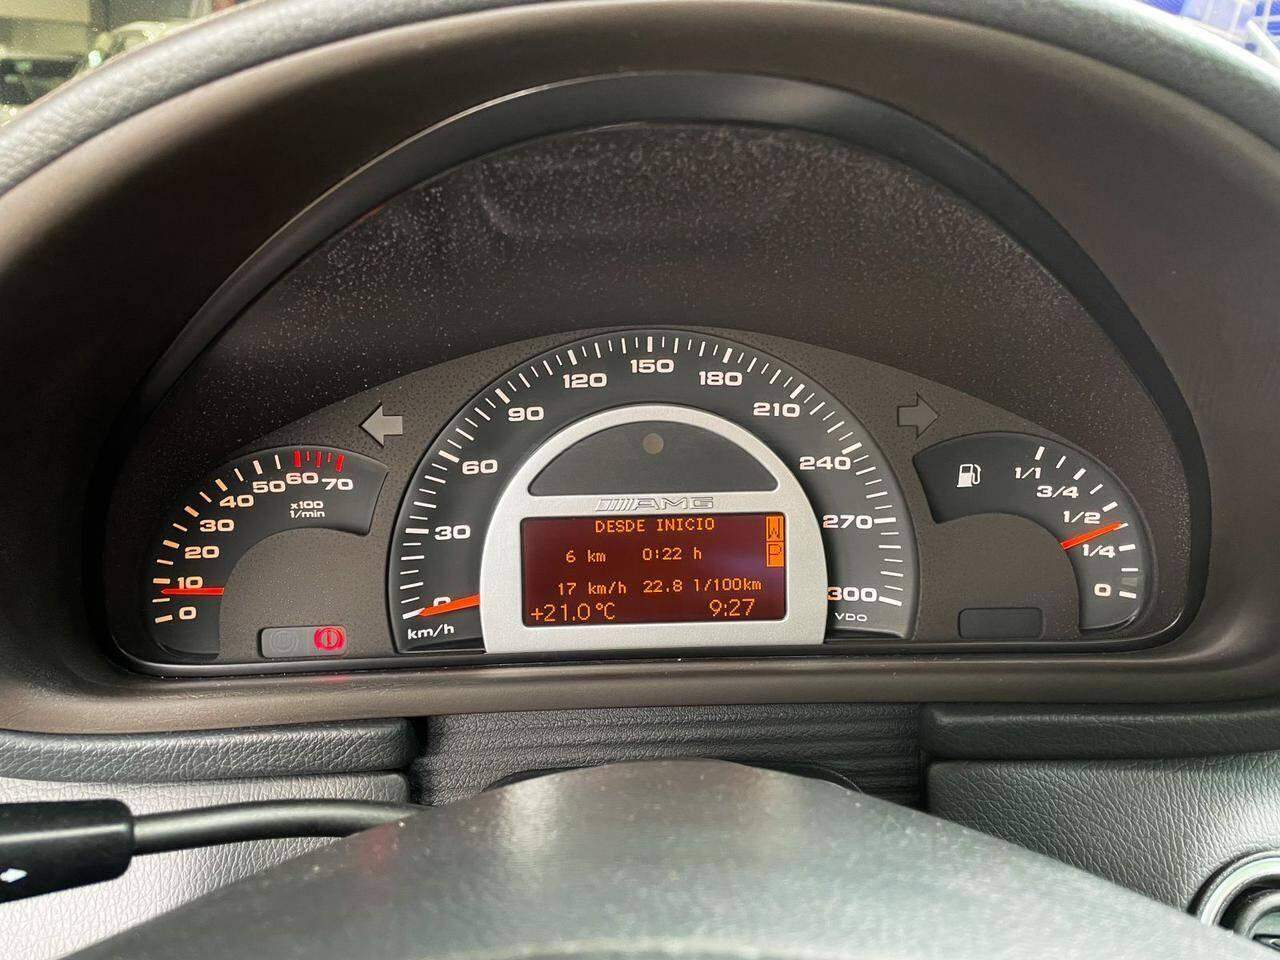 0
10
20
30
40
50
60
70
x100
1/min
0
30
60
90
120
150
180
210
240
270
300
km/h
VDO
AMG
DESDE INICIO
W
6 km 0:22 h
P
17 km/h 22.8 l/100km
+21.0°C 9:27
1/1
3/4
1/2
1/4
0